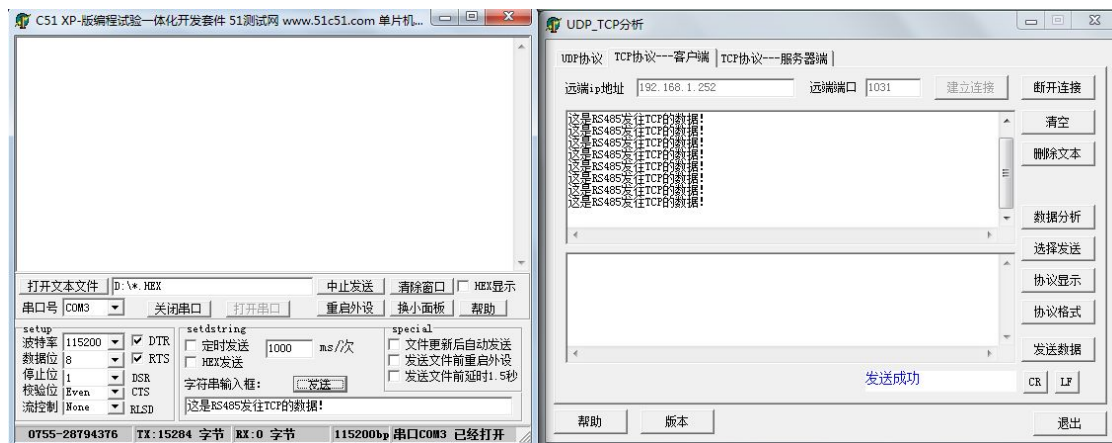 C51 XP-版编程试验一体化开发套件 51测试网 www.51c51.com 单片机...
打开文本文件 D:\*.HEX 中止发送 清除窗口 HEX显示
串口号 COM3 关闭串口 打开串口 重启外设 换小面板 帮助
setup
波特率 115200 DTR
数据位 8 RTS
停止位 1 DSR
校验位 Even CTS
流控制 None RLSD
setdstring
定时发送 1000 ms/次
HEX发送
字符串输入框: 发送
这是RS485发往TCP的数据!
special
文件更新后自动发送
发送文件前重启外设
发送文件前延时1.5秒
0755-28794376 TX:15284 字节 RX:0 字节 115200bp 串口COM3 已经打开
UDP_TCP分析
UDP协议 TCP协议---客户端 TCP协议---服务器端
远端ip地址 192.168.1.252 远端端口 1031 建立连接 断开连接
这是RS485发往TCP的数据!
这是RS485发往TCP的数据!
这是RS485发往TCP的数据!
这是RS485发往TCP的数据!
这是RS485发往TCP的数据!
这是RS485发往TCP的数据!
这是RS485发往TCP的数据!
这是RS485发往TCP的数据!
清空
删除文本
数据分析
选择发送
协议显示
协议格式
发送数据
发送成功 CR LF
帮助 版本 退出